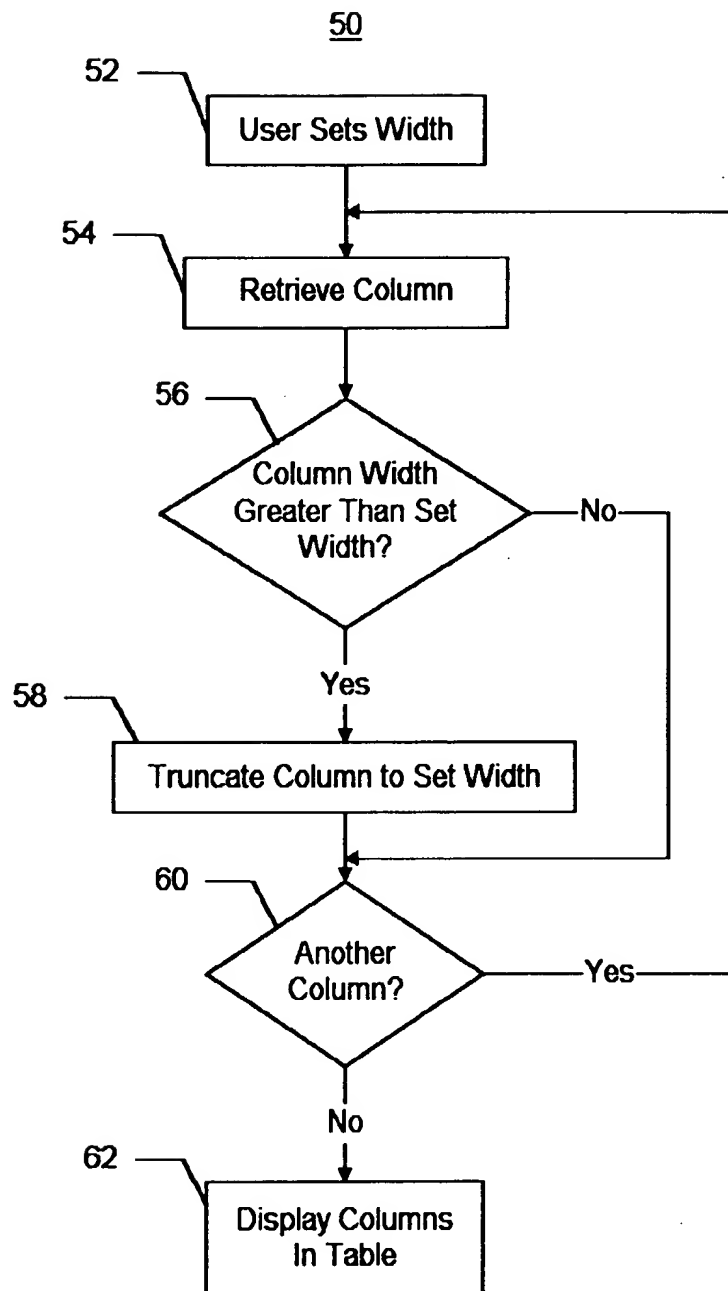 50
52
User Sets Width
54
Retrieve Column
56
Column Width
Greater Than Set
Width?
No
Yes
58
Truncate Column to Set Width
60
Another
Column?
Yes
No
62
Display Columns
In Table